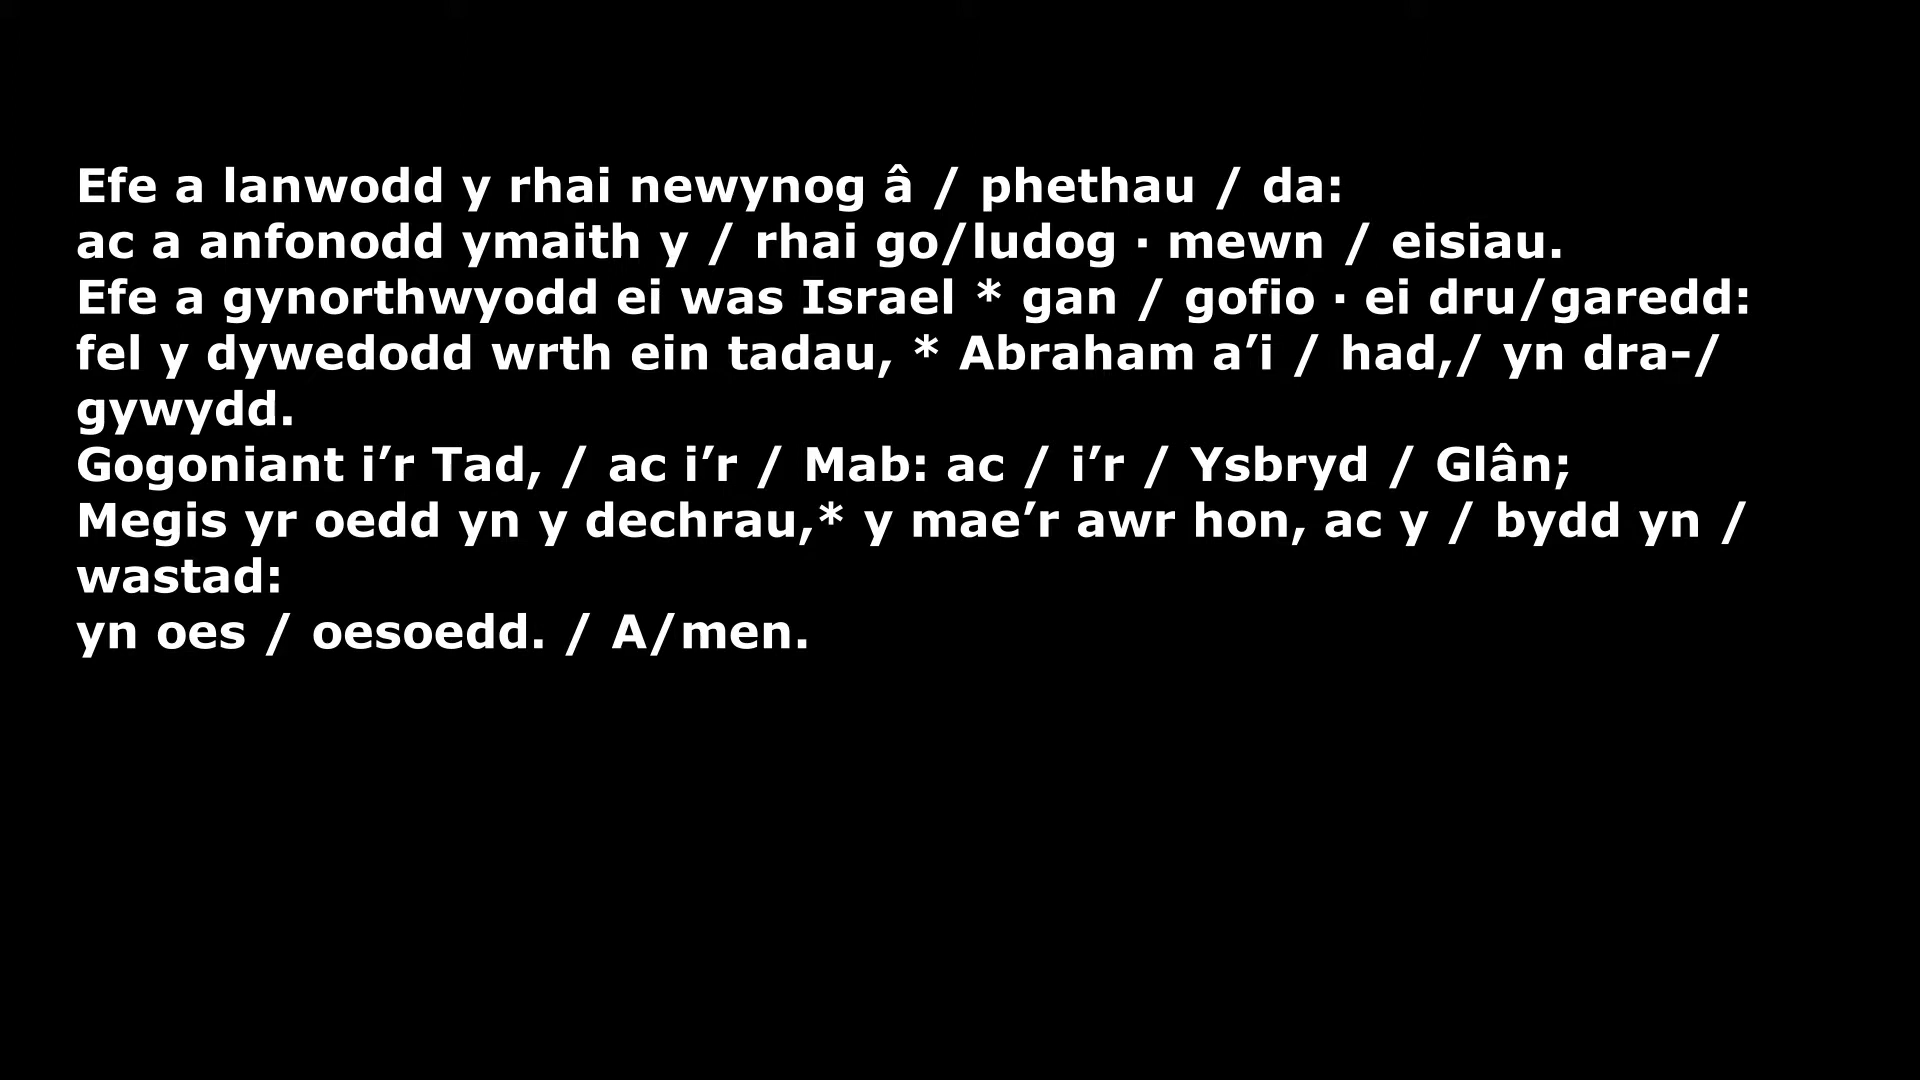 Efe a lanwodd y rhai newynog â / phethau / da:
ac a anfonodd ymaith y / rhai go/ludog · mewn / eisiau.
Efe a gynorthwyodd ei was Israel * gan / gofio · ei dru/garedd:
fel y dywedodd wrth ein tadau, * Abraham a’i / had,/ yn dra-/
gywydd.
Gogoniant i’r Tad, / ac i’r / Mab: ac / i’r / Ysbryd / Glân;
Megis yr oedd yn y dechrau,* y mae’r awr hon, ac y / bydd yn /
wastad:
yn oes / oesoedd. / A/men.